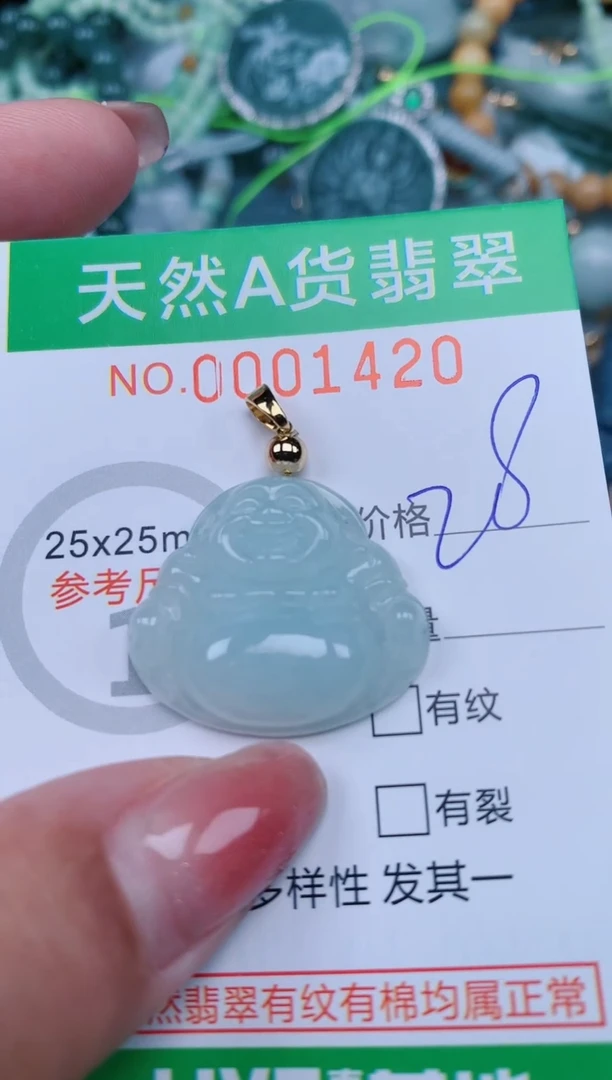 天然A货翡翠
NO.0001420
25x25m
价格 28
参考
量
有纹
有裂
多样性 发其一
然翡翠有纹有棉均属正常